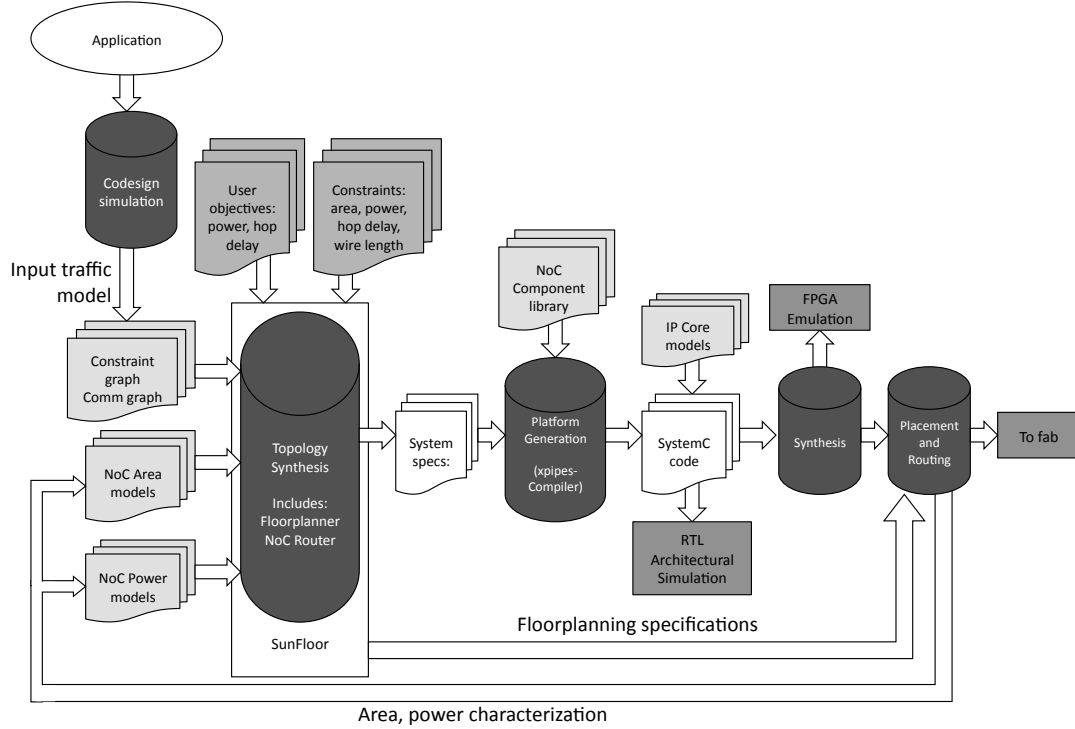 Application
Codesign
simulation
Input traffic
model
User
objectives:
power, hop
delay
Constraints:
area, power,
hop delay,
wire length
NoC
Component
library
IP Core
models
FPGA
Emulation
Constraint
graph
Comm graph
NoC Area
models
NoC Power
models
Topology
Synthesis
Includes:
Floorplanner
NoC Router
SunFloor
System
specs:
Platform
Generation
(xpipes-
Compiler)
SystemC
code
RTL
Architectural
Simulation
Synthesis
Placement
and
Routing
To fab
Floorplanning specifications
Area, power characterization